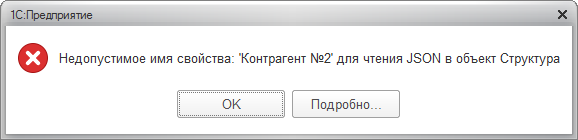 1С:Предприятие
Недопустимое имя свойства: 'Контрагент №2' для чтения JSON в объект Структура
OK
Подробно...